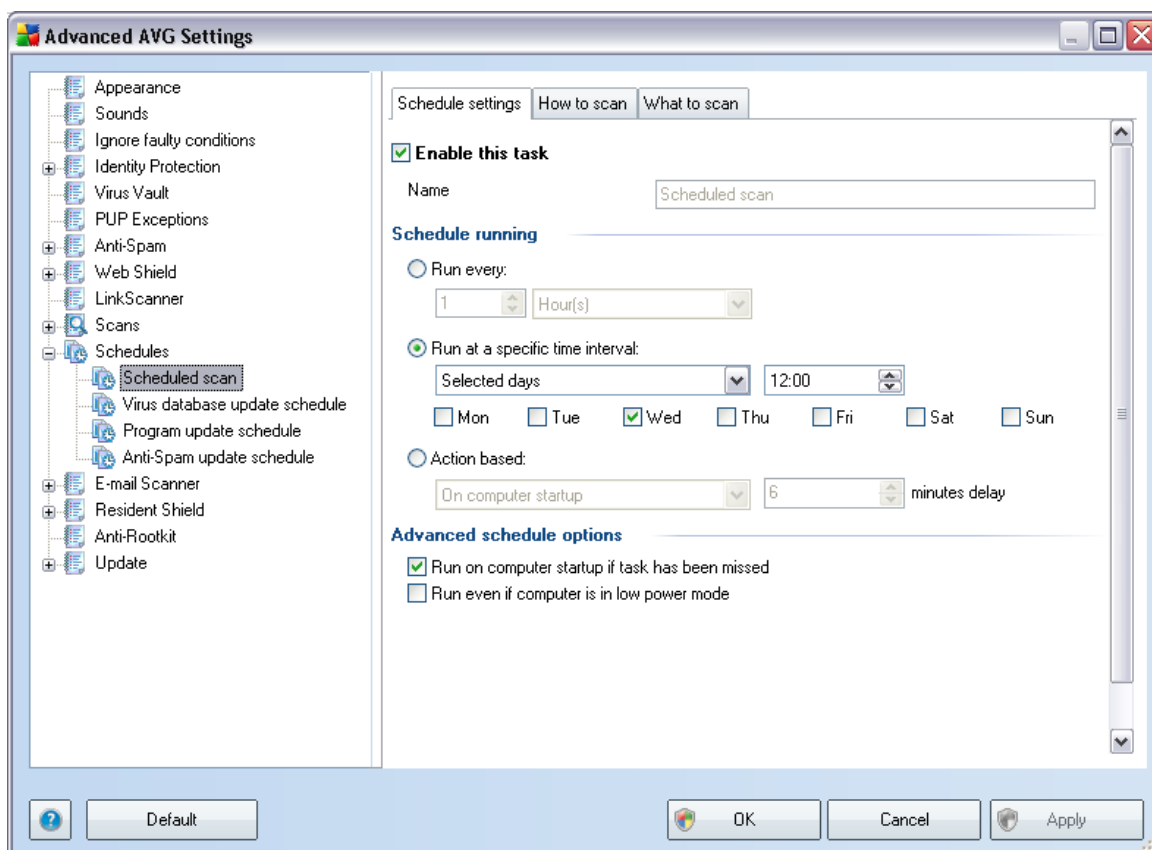 Advanced AVG Settings
Appearance
Sounds
Ignore faulty conditions
Identity Protection
Virus Vault
PUP Exceptions
Anti-Spam
Web Shield
LinkScanner
Scans
Schedules
Scheduled scan
Virus database update schedule
Program update schedule
Anti-Spam update schedule
E-mail Scanner
Resident Shield
Anti-Rootkit
Update
Schedule settings How to scan What to scan
Enable this task
Name Scheduled scan
Schedule running
Run every:
1 Hour(s)
Run at a specific time interval:
Selected days 12:00
Mon Tue Wed Thu Fri Sat Sun
Action based:
On computer startup 6 minutes delay
Advanced schedule options
Run on computer startup if task has been missed
Run even if computer is in low power mode
? Default OK Cancel Apply